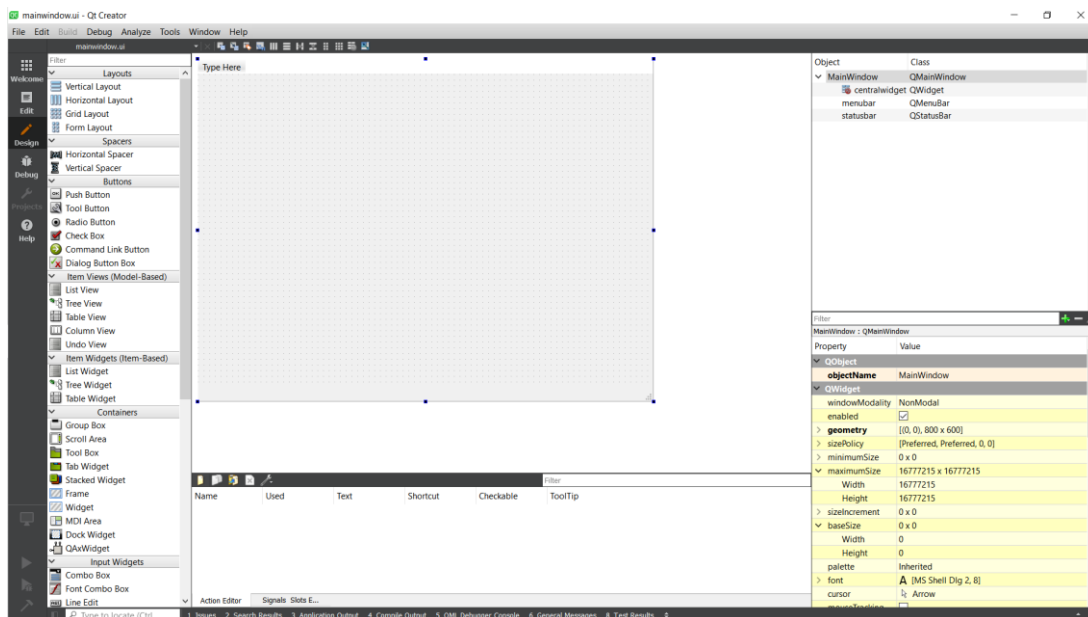 mainwindow.ui - Qt Creator
File Edit Build Debug Analyze Tools Window Help
mainwindow.ui
Welcome
Edit
Design
Debug
Projects
Help
Filter
Layouts
Vertical Layout
Horizontal Layout
Grid Layout
Form Layout
Spacers
Horizontal Spacer
Vertical Spacer
Buttons
Push Button
Tool Button
Radio Button
Check Box
Command Link Button
Dialog Button Box
Item Views (Model-Based)
List View
Tree View
Table View
Column View
Undo View
Item Widgets (Item-Based)
List Widget
Tree Widget
Table Widget
Containers
Group Box
Scroll Area
Tool Box
Tab Widget
Stacked Widget
Frame
Widget
MDI Area
Dock Widget
QAxWidget
Input Widgets
Combo Box
Font Combo Box
Line Edit
Type Here
Filter
Name Used Text Shortcut Checkable ToolTip
Action Editor Signals Slots E...
Object Class
MainWindow QMainWindow
centralwidget QWidget
menubar QMenuBar
statusbar QStatusBar
Filter
MainWindow : QMainWindow
Property Value
QObject
objectName MainWindow
QWidget
windowModality NonModal
enabled
geometry [(0, 0), 800 x 600]
sizePolicy [Preferred, Preferred, 0, 0]
minimumSize 0 x 0
maximumSize 16777215 x 16777215
Width 16777215
Height 16777215
sizeIncrement 0 x 0
baseSize 0 x 0
Width 0
Height 0
palette Inherited
font A [MS Shell Dlg 2, 8]
cursor Arrow
mouseTracking
Type to locate (Ctrl 1 Issues 2 Search Results 3 Application Output 4 Compile Output 5 QML Debugger Console 6 General Messages 8 Test Results